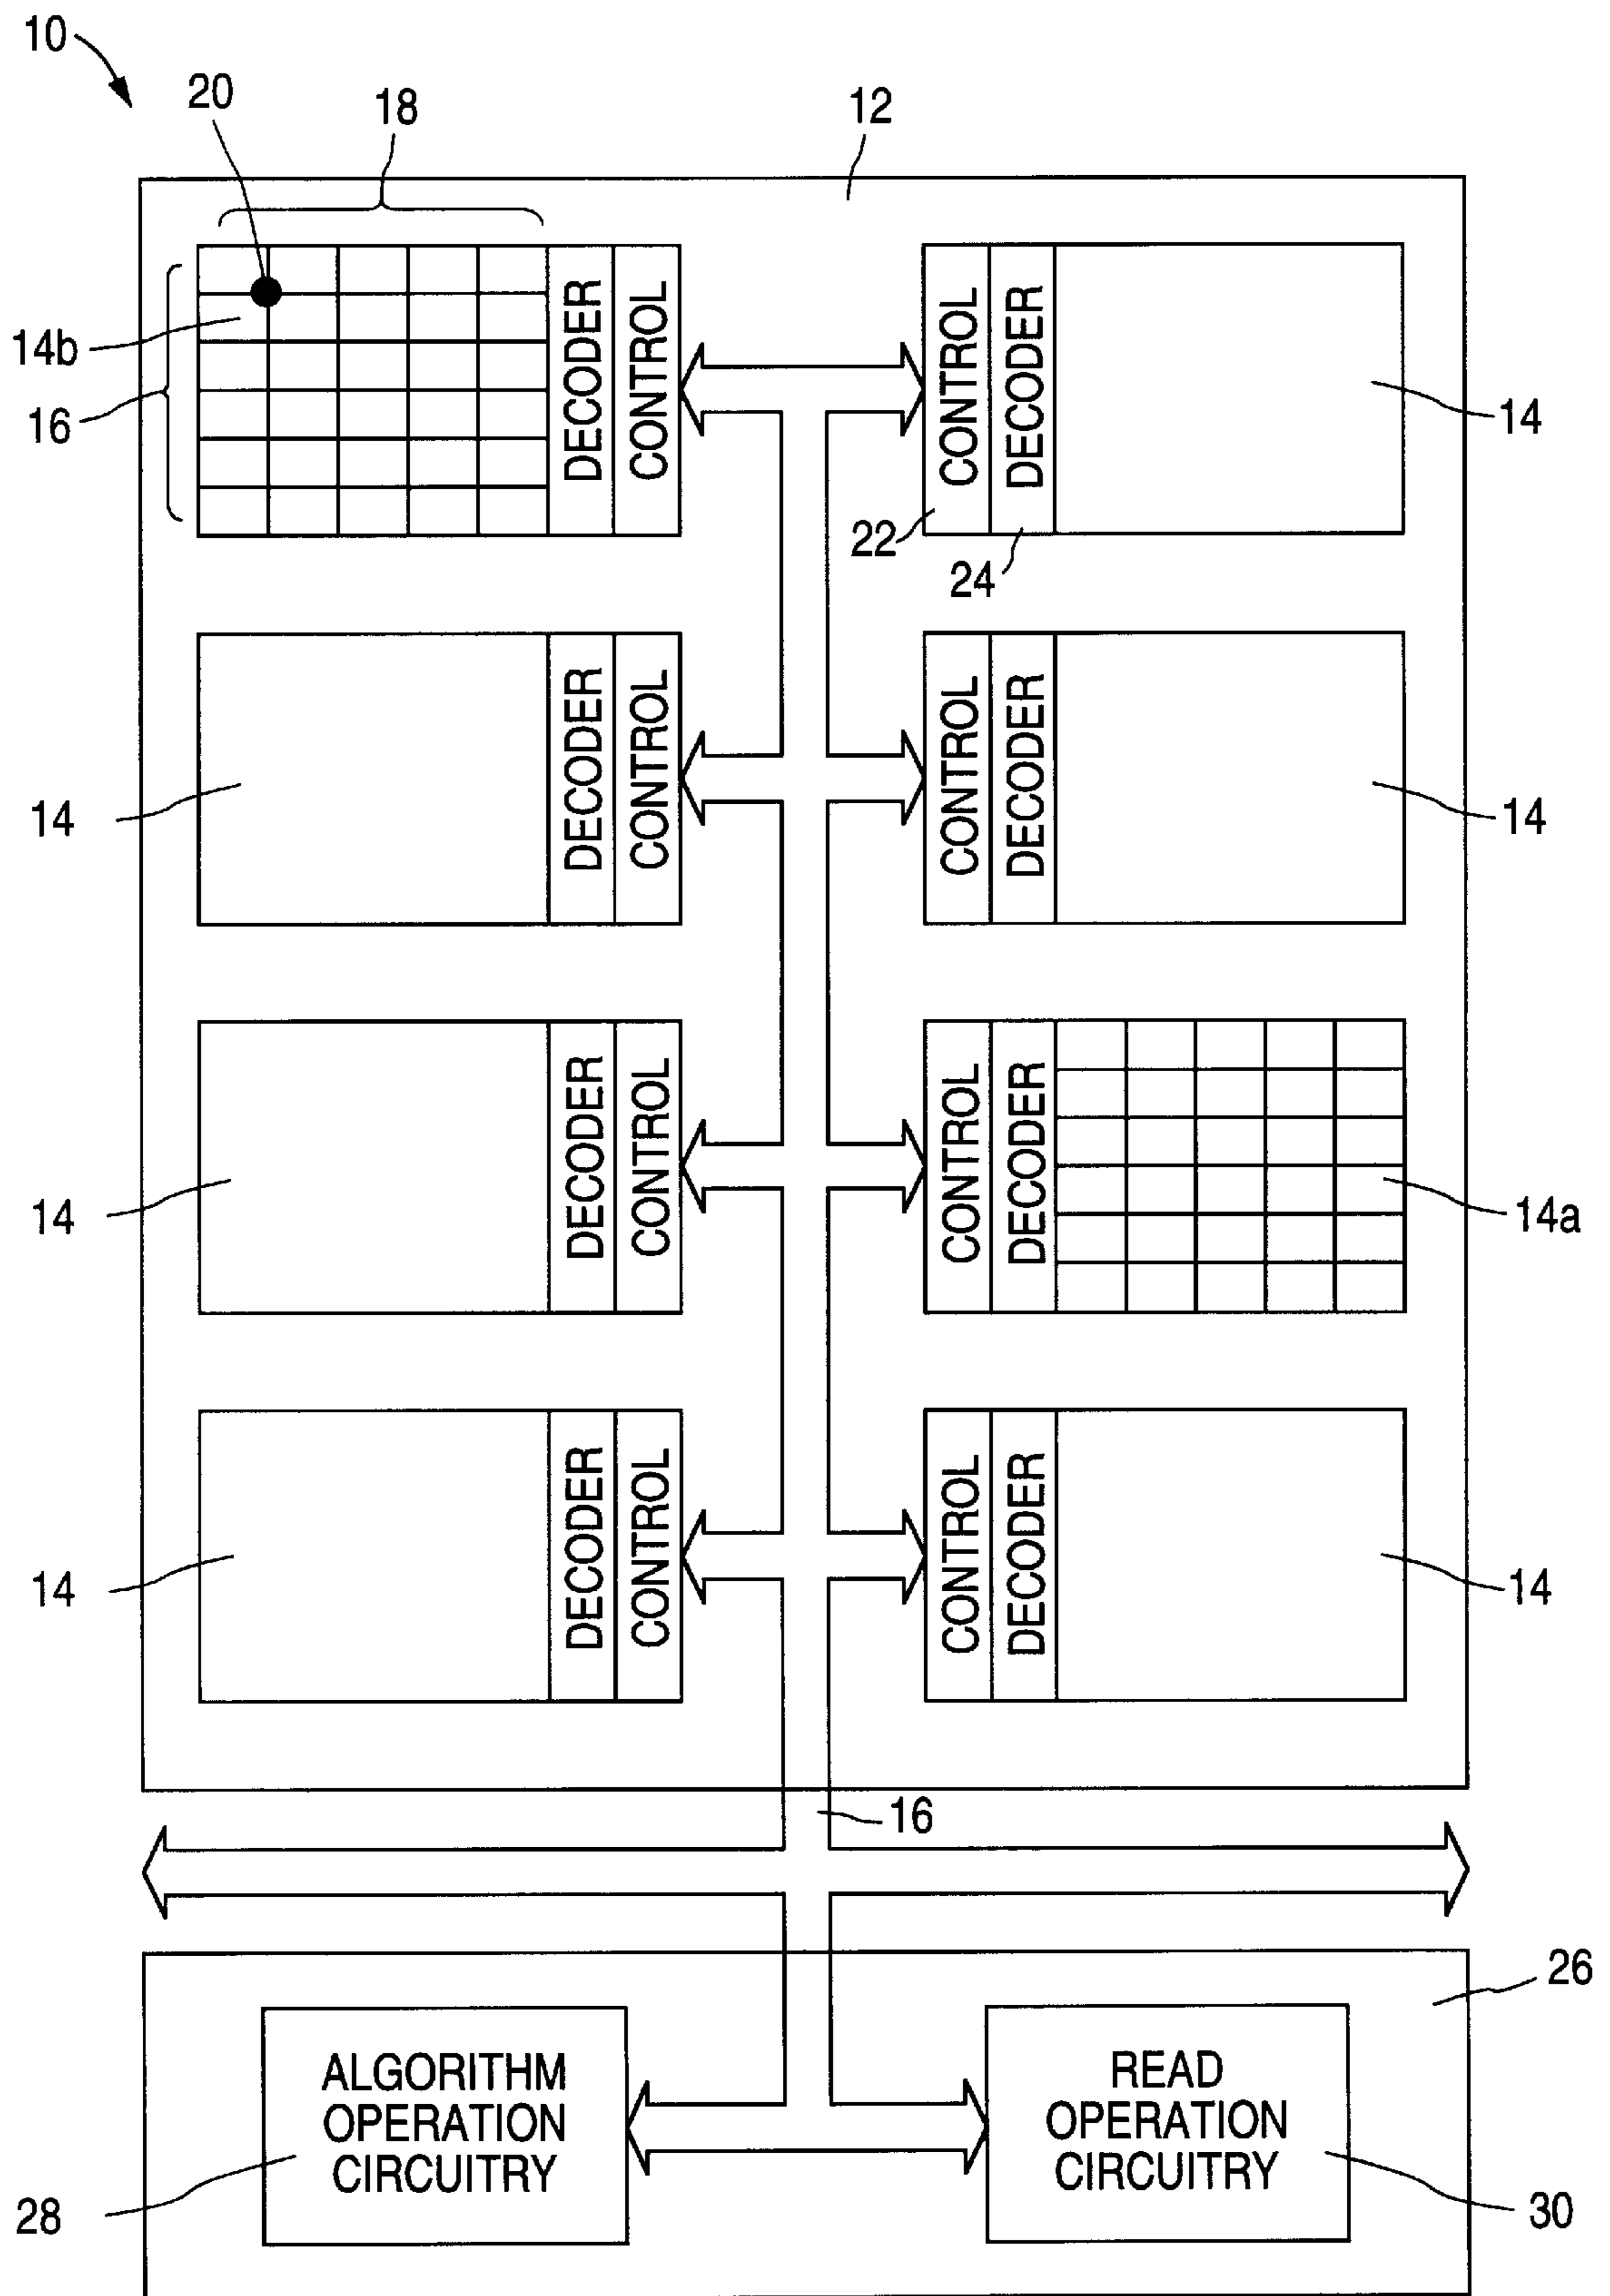 10
20
18
12
14b
16
DECODER
CONTROL
CONTROL
DECODER
14
22
24
14
DECODER
CONTROL
CONTROL
DECODER
14
14
DECODER
CONTROL
CONTROL
DECODER
14a
14
DECODER
CONTROL
CONTROL
DECODER
14
16
26
ALGORITHM
OPERATION
CIRCUITRY
READ
OPERATION
CIRCUITRY
28
30